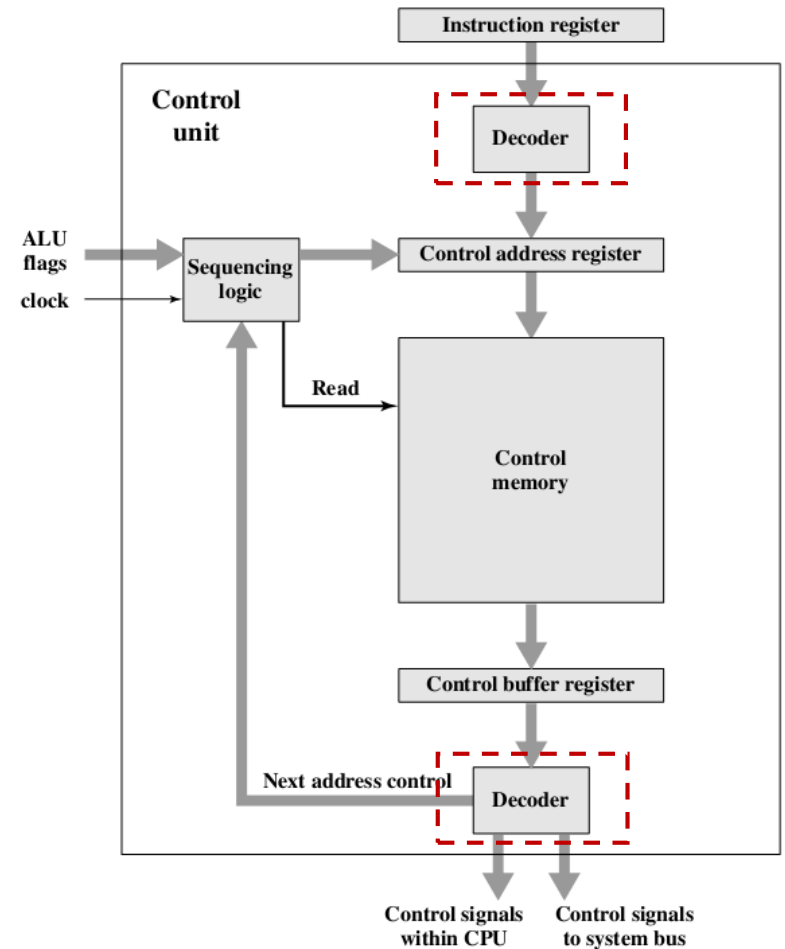 Instruction register
Control
unit
Decoder
ALU
flags
clock
Sequencing
logic
Control address register
Read
Control
memory
Control buffer register
Next address control
Decoder
Control signals
within CPU
Control signals
to system bus